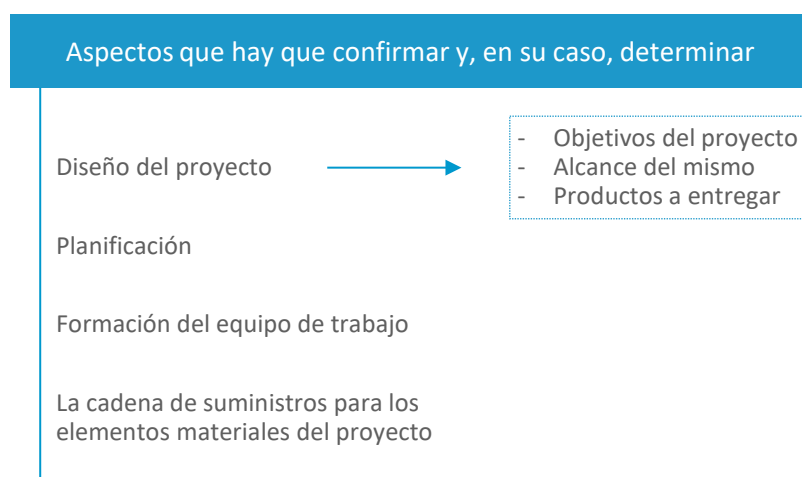 Aspectos que hay que confirmar y, en su caso, determinar
Diseño del proyecto
- Objetivos del proyecto
- Alcance del mismo
- Productos a entregar
Planificación
Formación del equipo de trabajo
La cadena de suministros para los
elementos materiales del proyecto